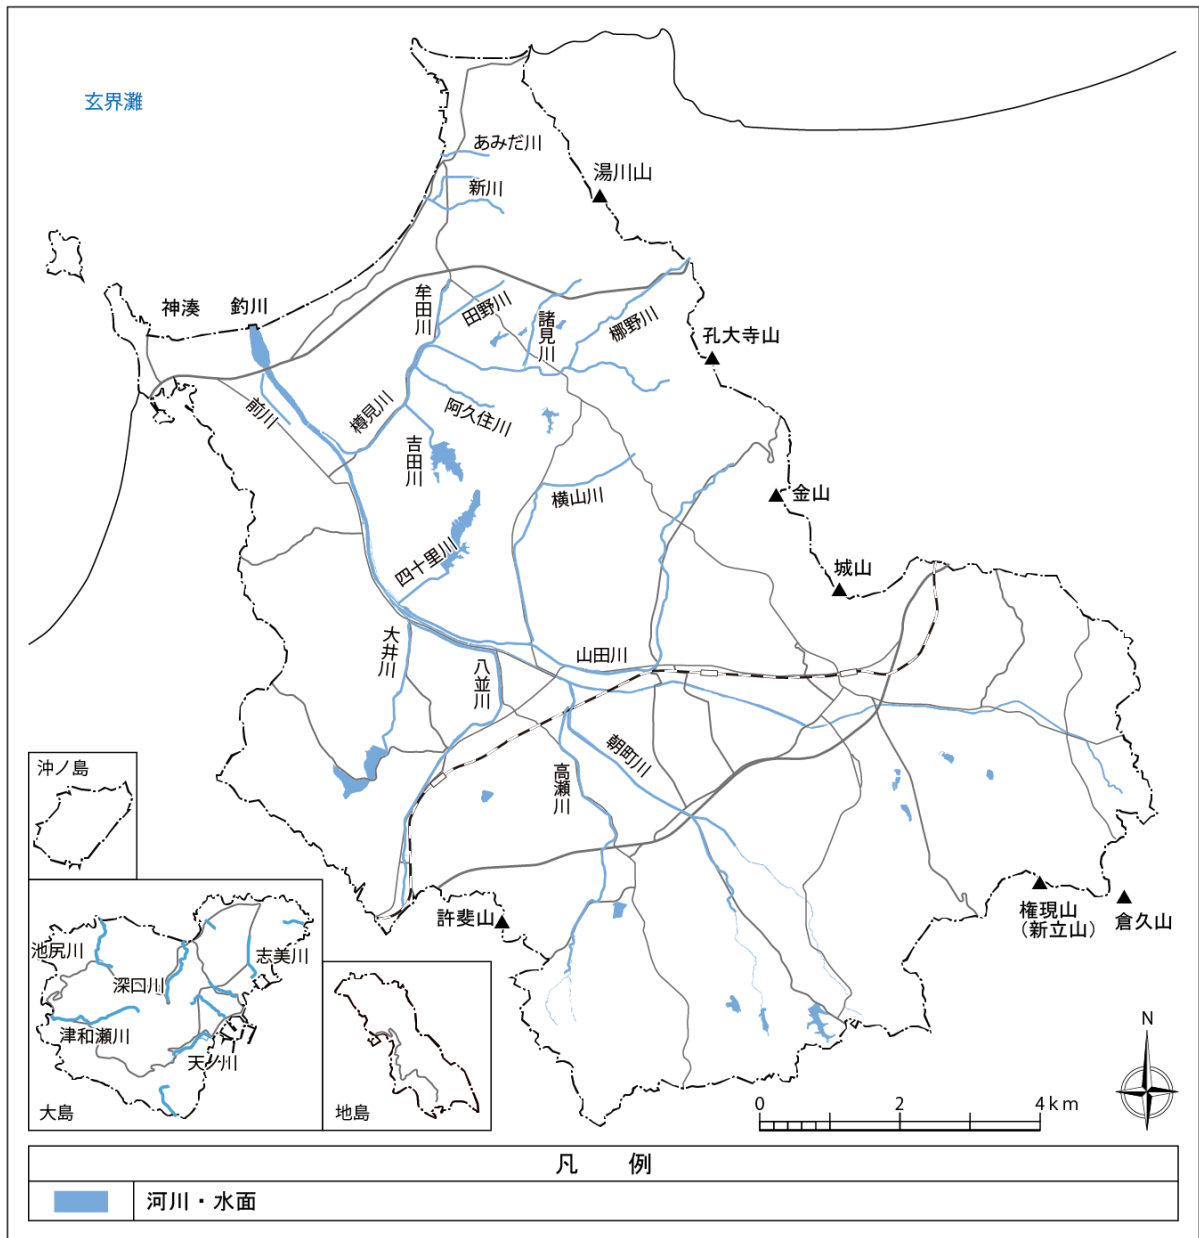 玄界灘
あみだ川
新川
湯川山
神湊
釣川
牟田川
田野川
諸見川
梛野川
孔大寺山
前川
樽見川
阿久住川
吉田川
横山川
金山
四十里川
城山
大井川
八並川
山田川
朝町川
高瀬川
沖ノ島
許斐山
権現山
（新立山）
倉久山
池尻川
深口川
志美川
津和瀬川
天ノ川
大島
地島
N
0 2 4km
凡 例
河川・水面